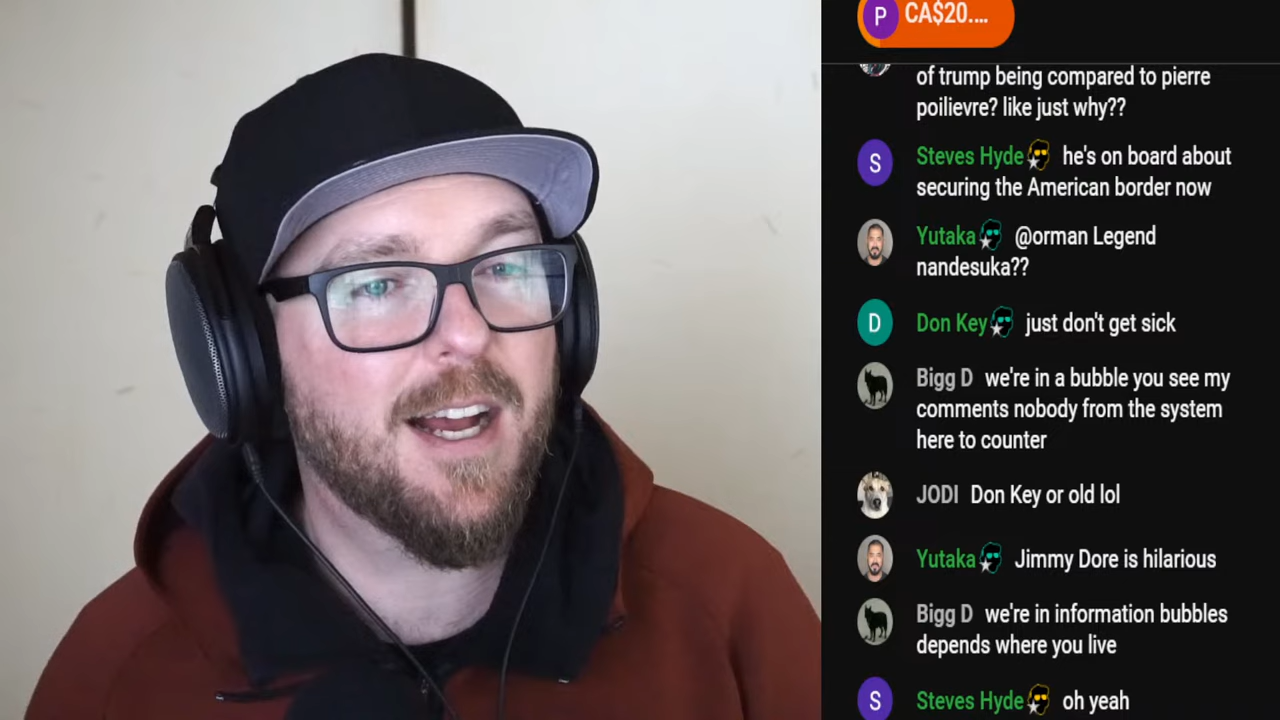 P CA$20....
of trump being compared to pierre
poilievre? like just why??
S Steves Hyde he's on board about
securing the American border now
Yutaka @orman Legend
nandesuka??
D Don Key just don't get sick
Bigg D we're in a bubble you see my
comments nobody from the system
here to counter
JODI Don Key or old lol
Yutaka Jimmy Dore is hilarious
Bigg D we're in information bubbles
depends where you live
S Steves Hyde oh yeah